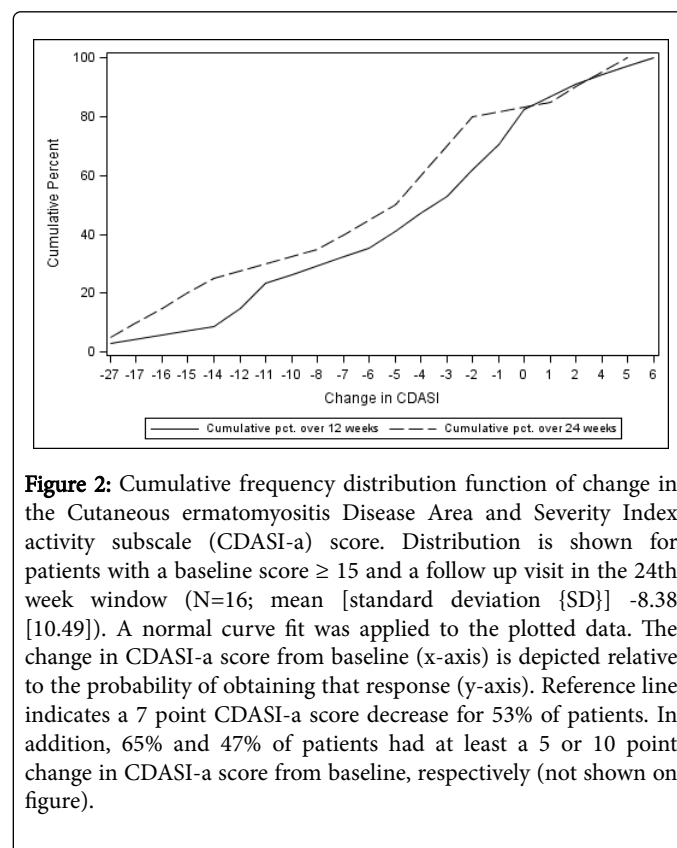 100
80
60
40
20
0
Cumulative Percent
-27 -17 -16 -15 -14 -12 -11 -10 -8 -7 -6 -5 -4 -3 -2 -1 0 1 2 4 5 6
Change in CDASI
Cumulative pct. over 12 weeks Cumulative pct. over 24 weeks
Figure 2: Cumulative frequency distribution function of change in
the Cutaneous ermatomyositis Disease Area and Severity Index
activity subscale (CDASI-a) score. Distribution is shown for
patients with a baseline score ≥ 15 and a follow up visit in the 24th
week window (N=16; mean [standard deviation {SD}] -8.38
[10.49]). A normal curve fit was applied to the plotted data. The
change in CDASI-a score from baseline (x-axis) is depicted relative
to the probability of obtaining that response (y-axis). Reference line
indicates a 7 point CDASI-a score decrease for 53% of patients. In
addition, 65% and 47% of patients had at least a 5 or 10 point
change in CDASI-a score from baseline, respectively (not shown on
figure).